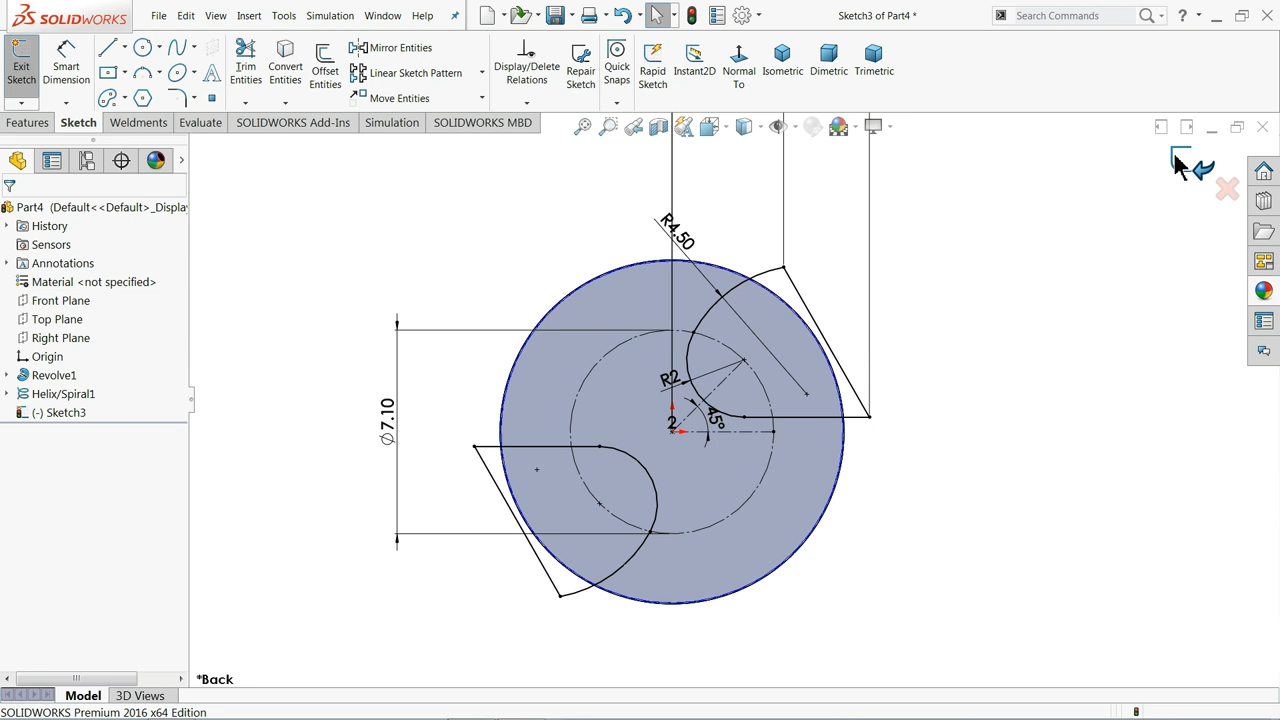 SOLIDWORKS
File Edit View Insert Tools Simulation Window Help
Sketch3 of Part4 *
Search Commands
?
Exit Sketch
Smart Dimension
Trim Entities
Convert Entities
Offset Entities
Mirror Entities
Linear Sketch Pattern
Move Entities
Display/Delete Relations
Repair Sketch
Quick Snaps
Rapid Sketch
Instant2D
Normal To
Isometric
Dimetric
Trimetric
Features Sketch Weldments Evaluate SOLIDWORKS Add-Ins Simulation SOLIDWORKS MBD
Part4 (Default<<Default>_Displa
History
Sensors
Annotations
Material <not specified>
Front Plane
Top Plane
Right Plane
Origin
Revolve1
Helix/Spiral1
(-) Sketch3
R4.50
R2
45°
2
∅7.10
*Back
Model 3D Views
SOLIDWORKS Premium 2016 x64 Edition